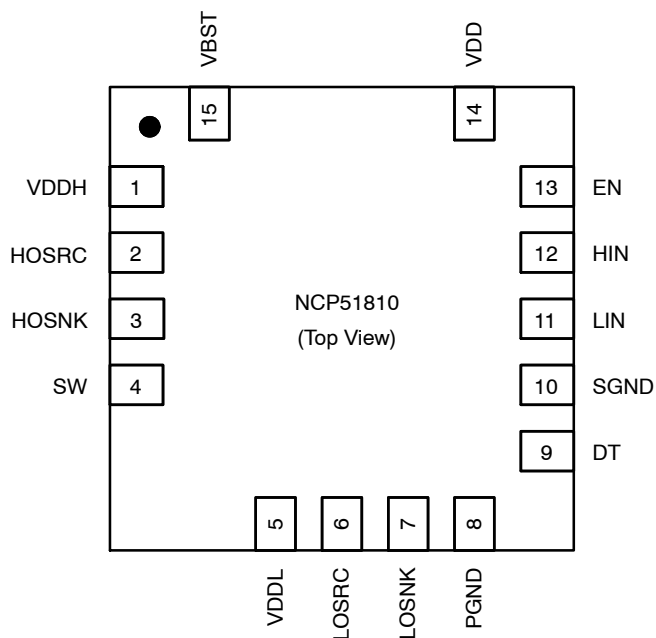 VBST
VDD
15
14
VDDH
1
13
EN
HOSRC
2
12
HIN
HOSNK
3
NCP51810
(Top View)
11
LIN
SW
4
10
SGND
9
DT
5
6
7
8
VDDL
LOSRC
LOSNK
PGND